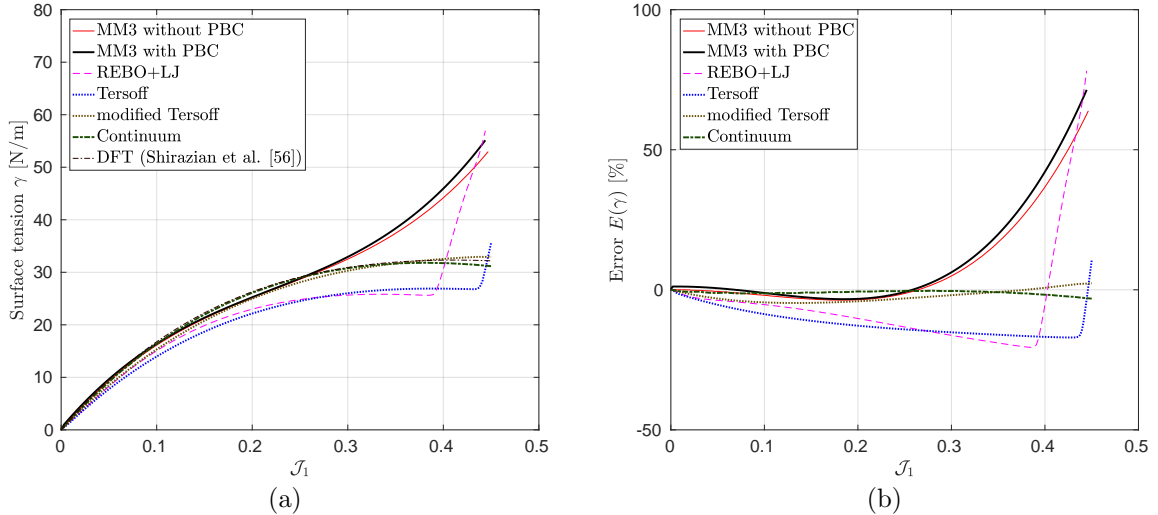 80
70
60
50
40
30
20
10
0
Surface tension γ [N/m]
MM3 without PBC
MM3 with PBC
REBO+LJ
Tersoff
modified Tersoff
Continuum
DFT (Shirazian et al. [56])
0 0.1 0.2 0.3 0.4 0.5
𝒥₁
(a)
100
50
0
-50
Error E(γ) [%]
MM3 without PBC
MM3 with PBC
REBO+LJ
Tersoff
modified Tersoff
Continuum
0 0.1 0.2 0.3 0.4 0.5
𝒥₁
(b)